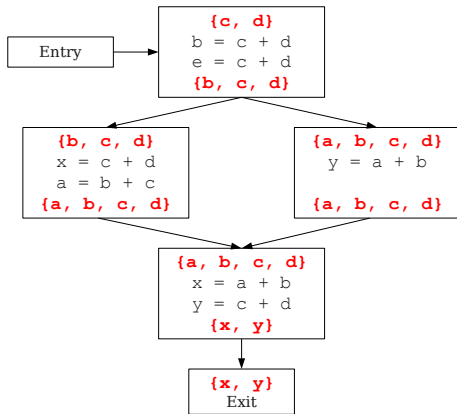 {c, d}
Entry
b = c + d
e = c + d
{b, c, d}
{b, c, d}
x = c + d
a = b + c
{a, b, c, d}
{a, b, c, d}
y = a + b
{a, b, c, d}
{a, b, c, d}
x = a + b
y = c + d
{x, y}
{x, y}
Exit